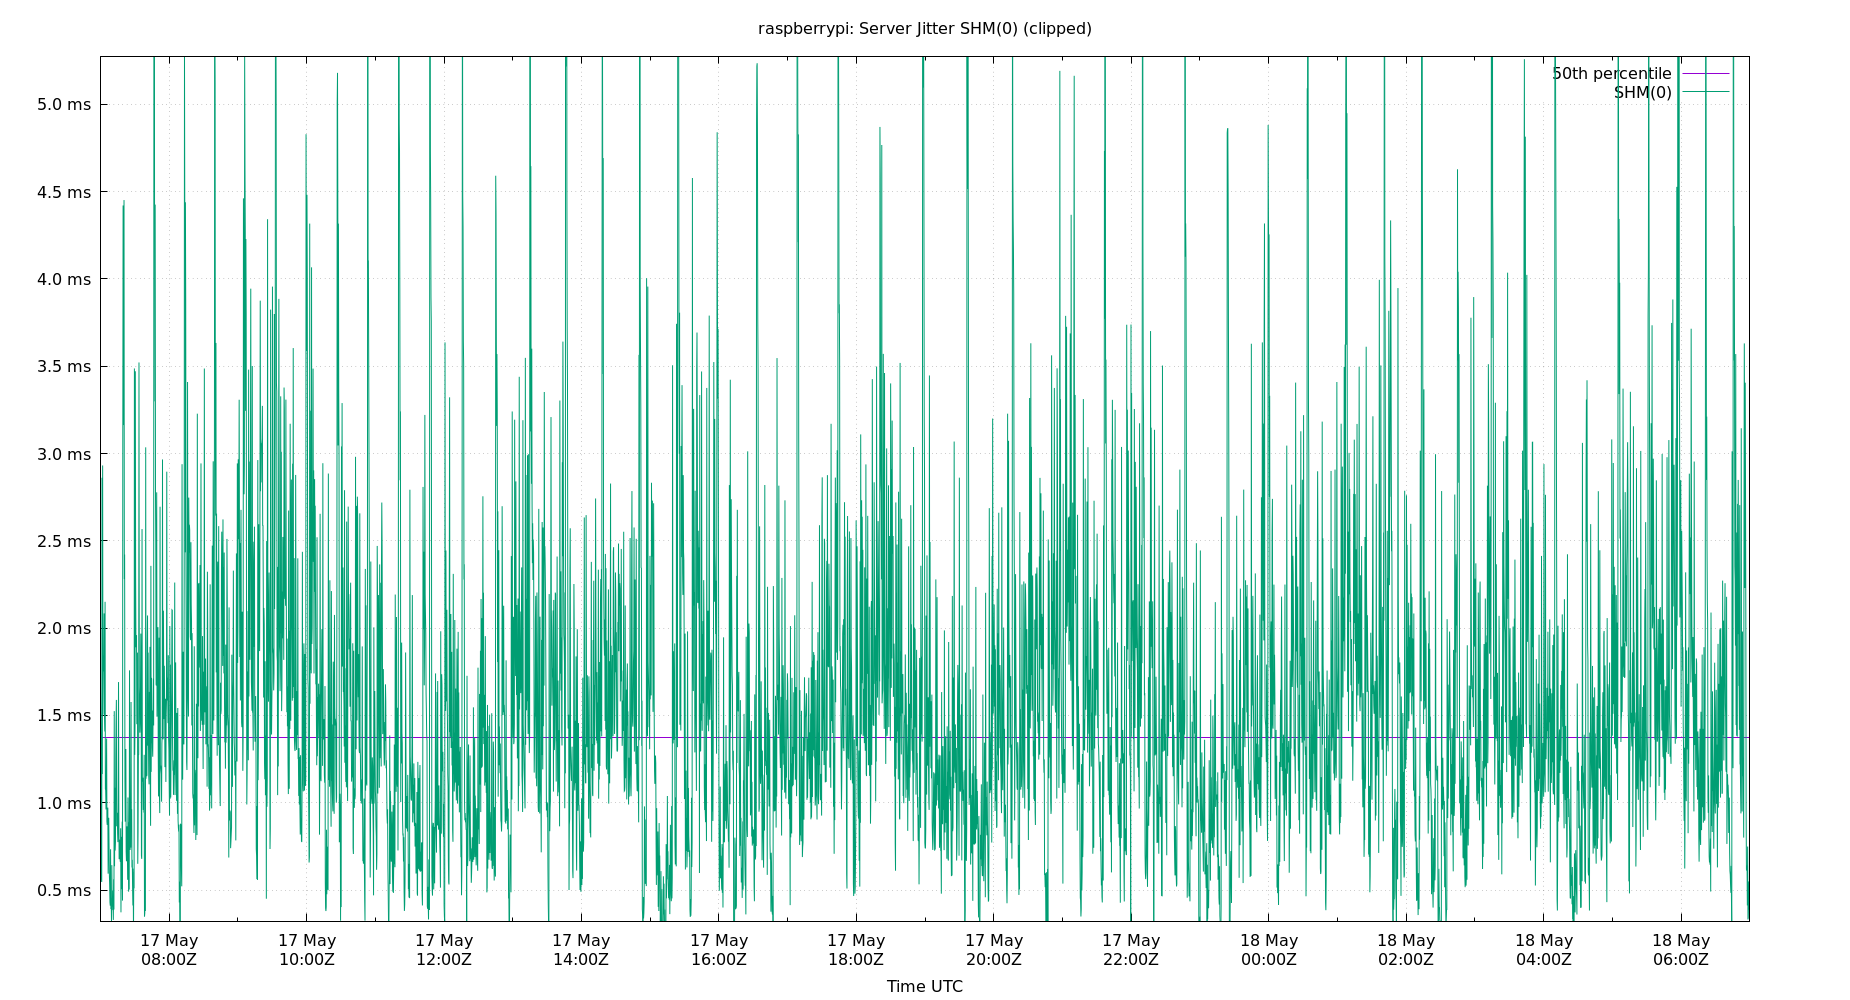 raspberrypi: Server Jitter SHM(0) (clipped)
50th percentile
SHM(0)
5.0 ms
4.5 ms
4.0 ms
3.5 ms
3.0 ms
2.5 ms
2.0 ms
1.5 ms
1.0 ms
0.5 ms
17 May 17 May 17 May 17 May 17 May 17 May 17 May 17 May 18 May 18 May 18 May 18 May
08:00Z 10:00Z 12:00Z 14:00Z 16:00Z 18:00Z 20:00Z 22:00Z 00:00Z 02:00Z 04:00Z 06:00Z
Time UTC